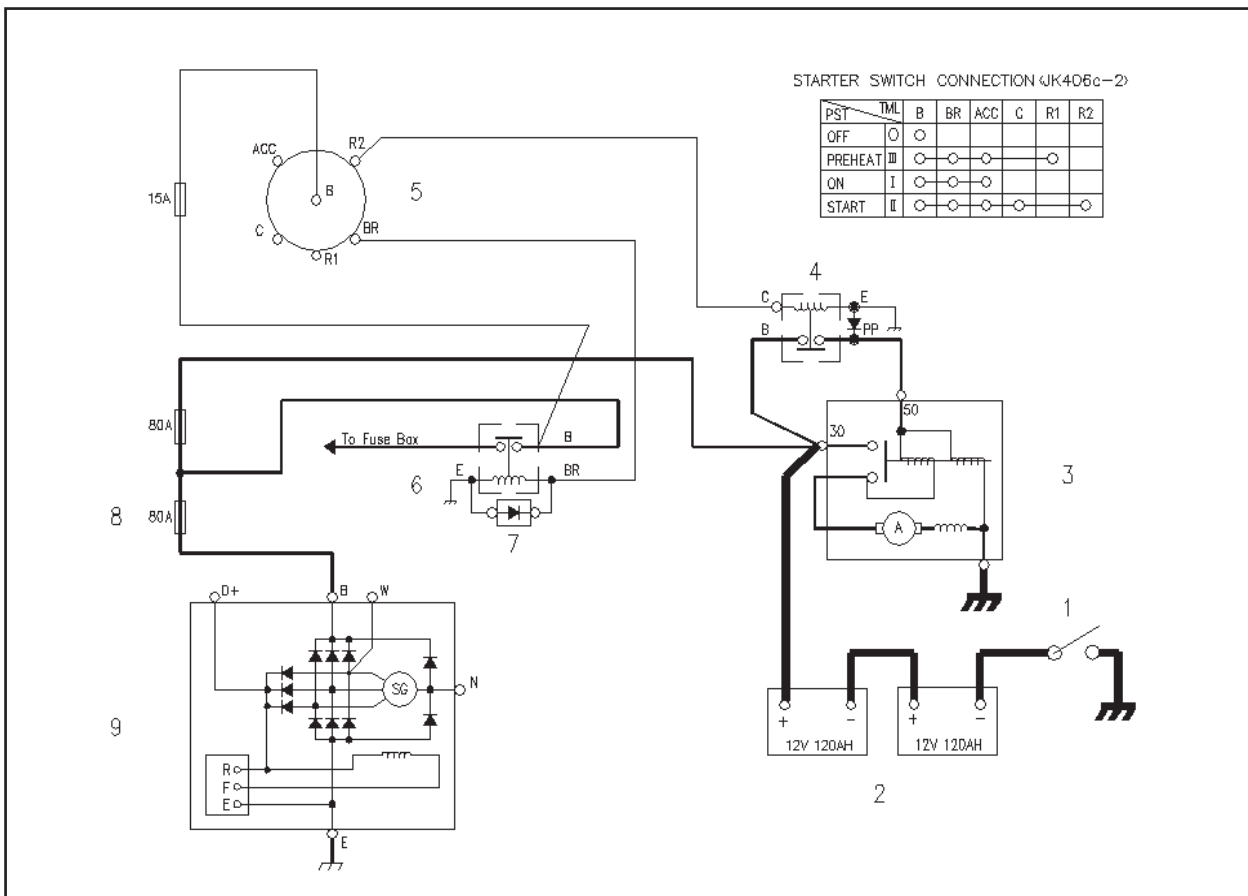 STARTER SWITCH CONNECTION (JK406c-2)
PST TML B BR ACC C R1 R2
OFF O
PREHEAT III
ON I
START II
ACC
R2
B
5
15A
C
BR
R1
4
C
E
B
PP
50
30
3
A
80A
To Fuse Box
B
E
BR
6
7
8
80A
D+
B
W
SG
N
9
R
F
E
E
1
+ − + −
12V 120AH 12V 120AH
2